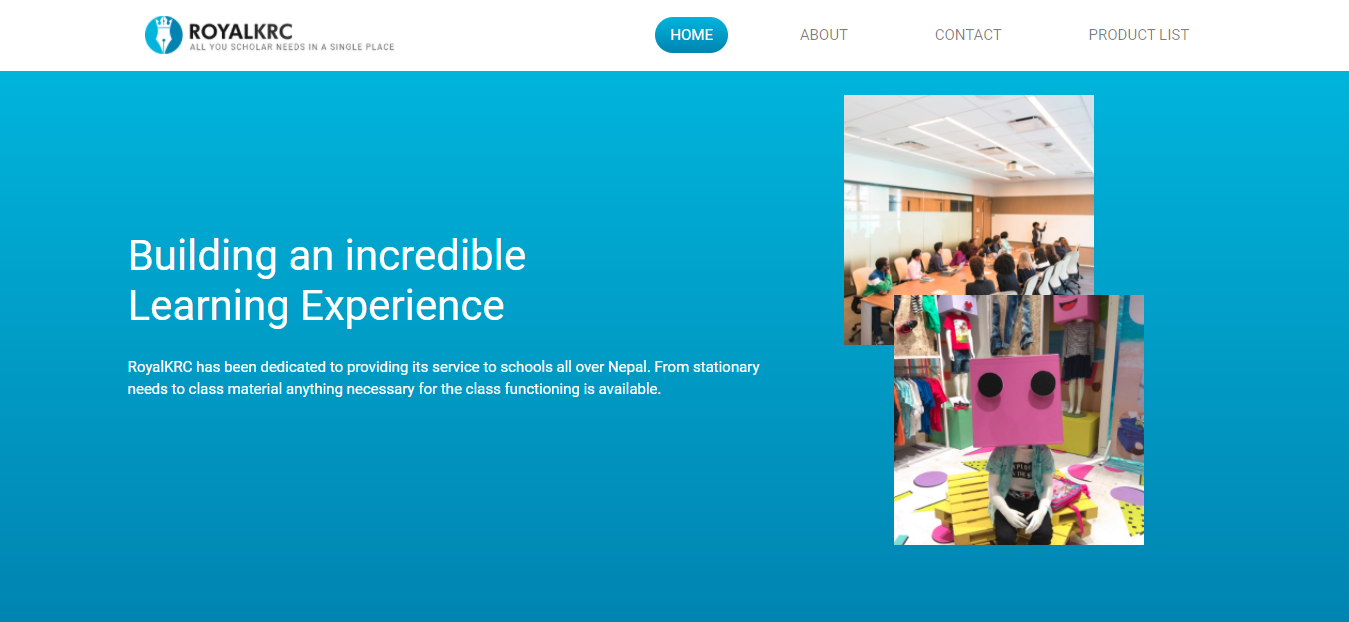 ROYALKRC
ALL YOU SCHOLAR NEEDS IN A SINGLE PLACE
HOME
ABOUT
CONTACT
PRODUCT LIST
Building an incredible
Learning Experience
RoyalKRC has been dedicated to providing its service to schools all over Nepal. From stationary
needs to class material anything necessary for the class functioning is available.